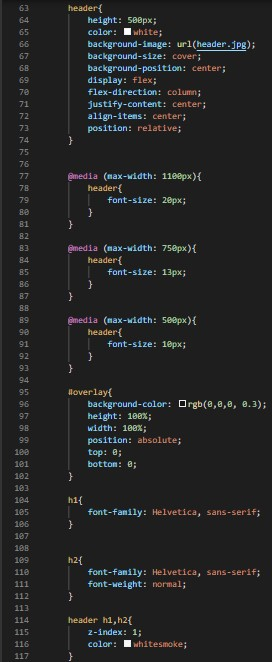 63 header{
64 height: 500px;
65 color: white;
66 background-image: url(header.jpg);
67 background-size: cover;
68 background-position: center;
69 display: flex;
70 flex-direction: column;
71 justify-content: center;
72 align-items: center;
73 position: relative;
74 }
75
76
77 @media (max-width: 1100px){
78 header{
79 font-size: 20px;
80 }
81 }
82
83 @media (max-width: 750px){
84 header{
85 font-size: 13px;
86 }
87 }
88
89 @media (max-width: 500px){
90 header{
91 font-size: 10px;
92 }
93 }
94
95 #overlay{
96 background-color: rgb(0,0,0, 0.3);
97 height: 100%;
98 width: 100%;
99 position: absolute;
100 top: 0;
101 bottom: 0;
102 }
103
104 h1{
105 font-family: Helvetica, sans-serif;
106 }
107
108
109 h2{
110 font-family: Helvetica, sans-serif;
111 font-weight: normal;
112 }
113
114 header h1,h2{
115 z-index: 1;
116 color: whitesmoke;
117 }